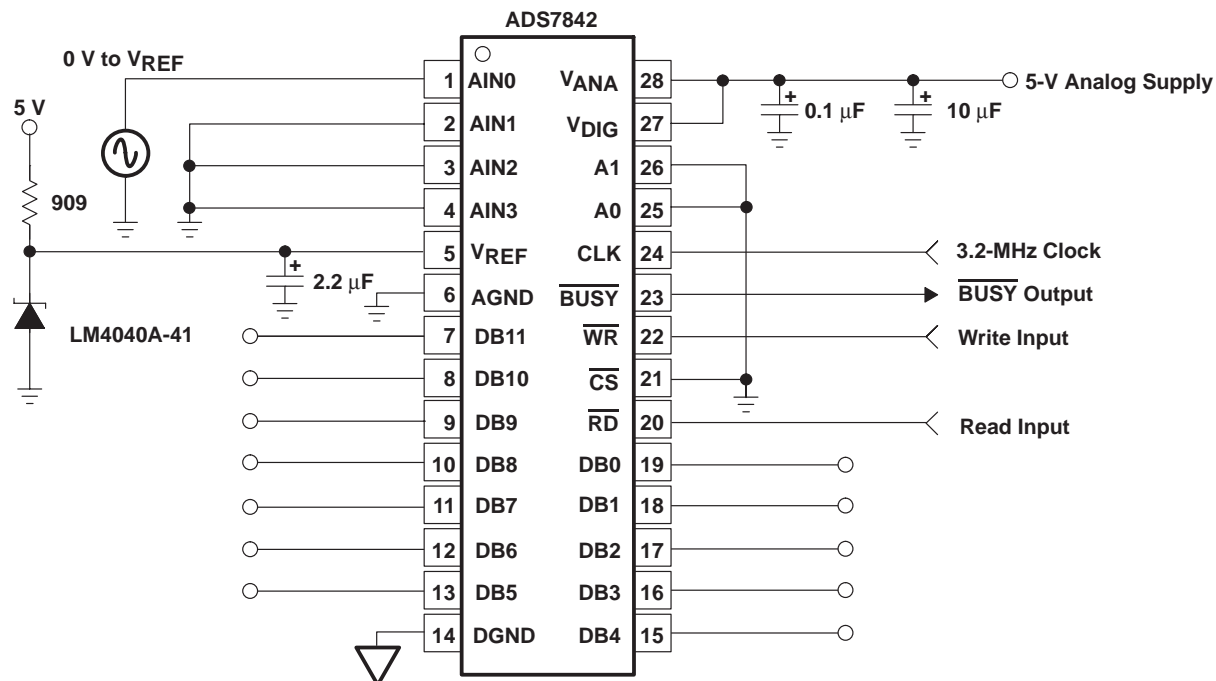 ADS7842
0 V to VREF
5 V
909
LM4040A-41
2.2 µF
1 AIN0
2 AIN1
3 AIN2
4 AIN3
5 VREF
6 AGND
7 DB11
8 DB10
9 DB9
10 DB8
11 DB7
12 DB6
13 DB5
14 DGND
VANA 28
VDIG 27
A1 26
A0 25
CLK 24
BUSY 23
WR 22
CS 21
RD 20
DB0 19
DB1 18
DB2 17
DB3 16
DB4 15
+
0.1 µF
+
10 µF
+
5-V Analog Supply
3.2-MHz Clock
BUSY Output
Write Input
Read Input